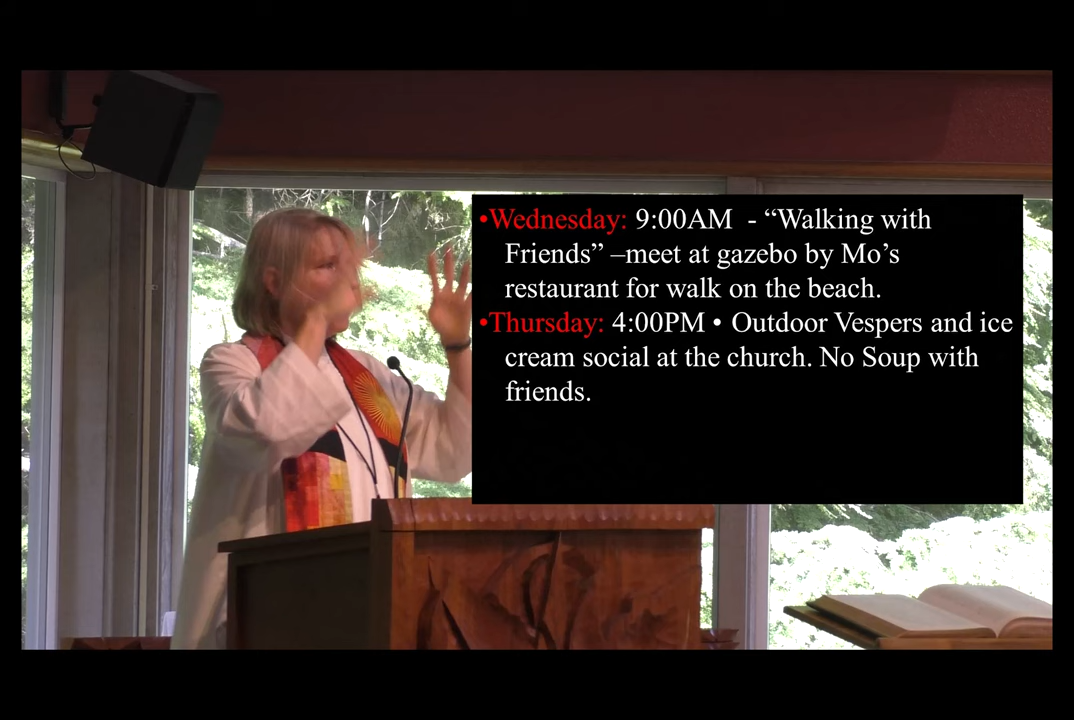 •Wednesday: 9:00AM - “Walking with
Friends” –meet at gazebo by Mo’s
restaurant for walk on the beach.
•Thursday: 4:00PM • Outdoor Vespers and ice
cream social at the church. No Soup with
friends.